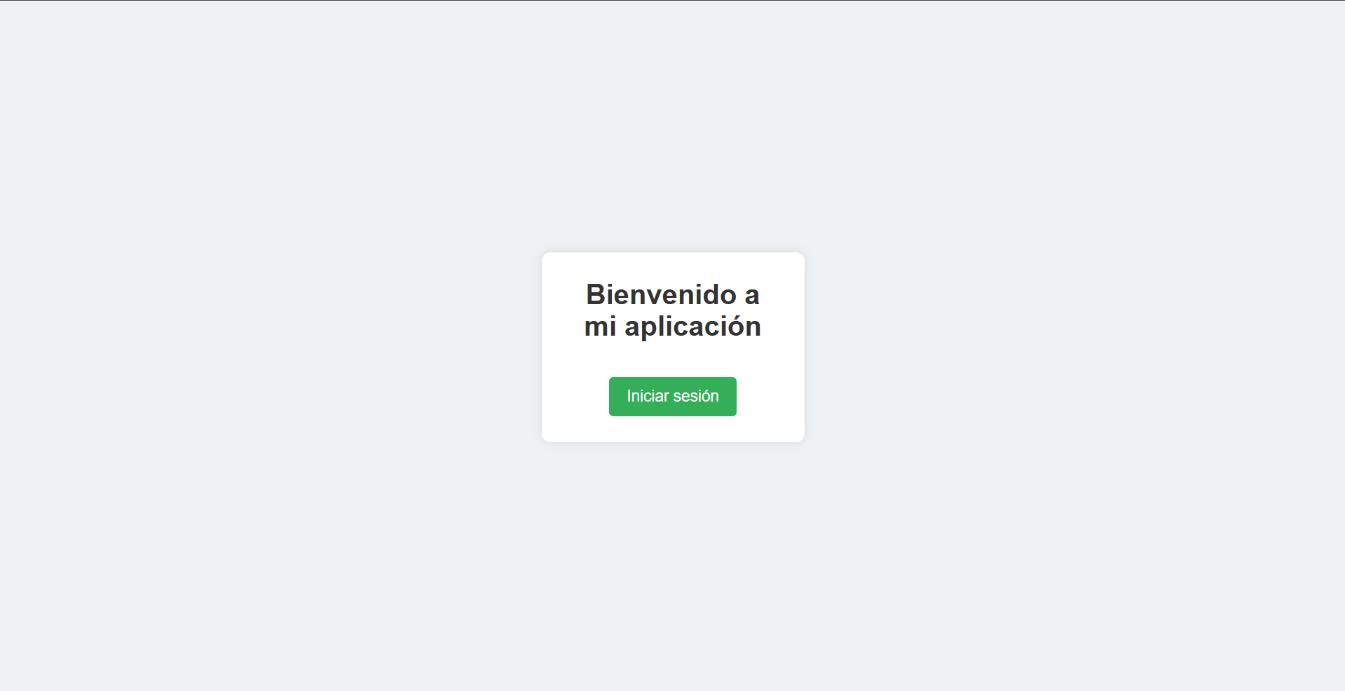 Bienvenido a
mi aplicación
Iniciar sesión